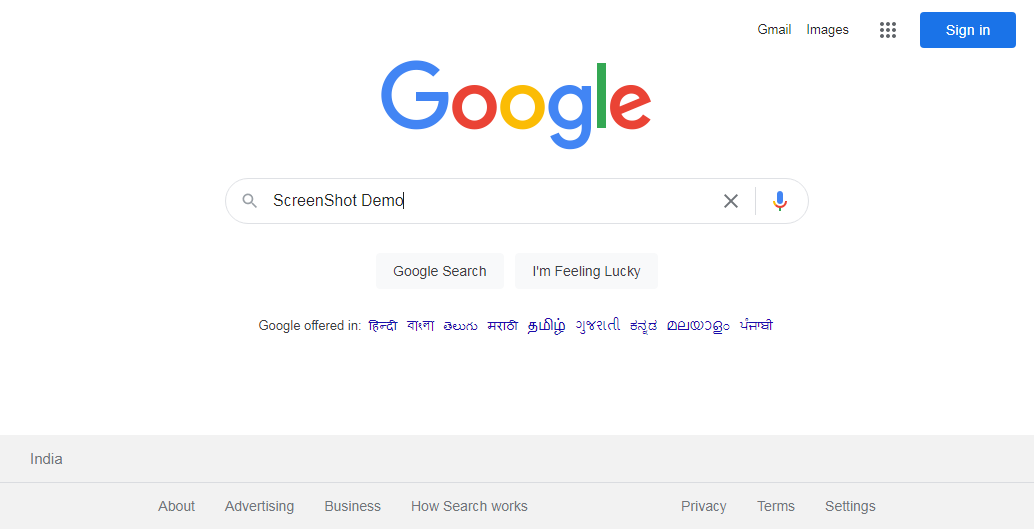 Gmail Images Sign in
Google
ScreenShot Demo
Google Search I'm Feeling Lucky
Google offered in: हिन्दी বাংলা తెలుగు मराठी தமிழ் ગુજરાતી ಕನ್ನಡ മലയാളം ਪੰਜਾਬੀ
India
About Advertising Business How Search works Privacy Terms Settings